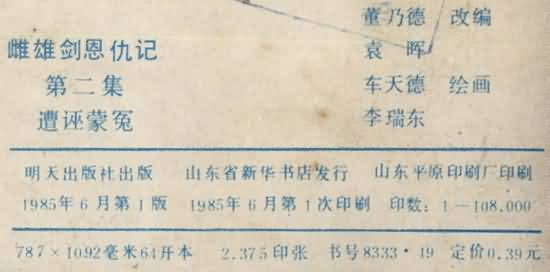 董乃德 改编
袁晖
雌雄剑恩仇记
第二集
车天德 绘画
遭诬蒙冤
李瑞东
明天出版社出版 山东省新华书店发行 山东平原印刷厂印刷
1985年6月第1版 1985年6月第1次印刷 印数：1—108.000
787×1092毫米64开本 2.375印张 书号8333·49 定价0.39元